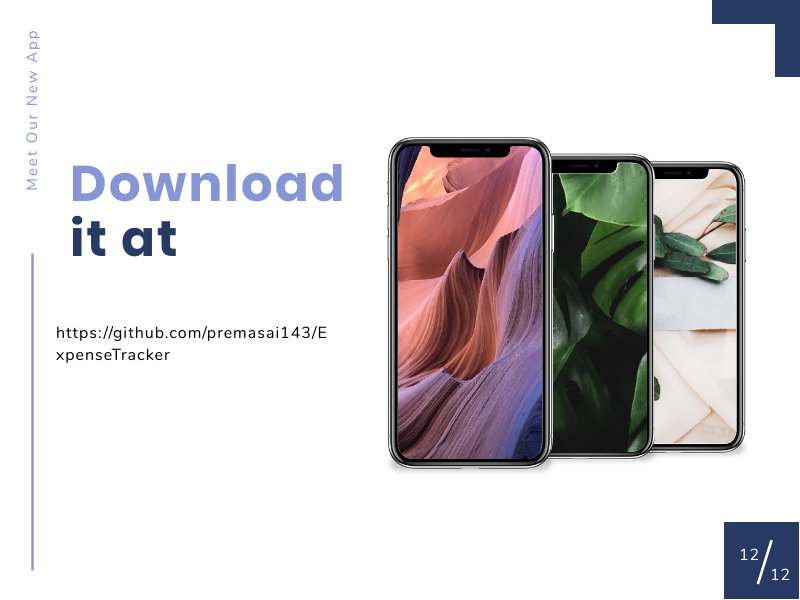 Meet Our New App
Download
it at
https://github.com/premasai143/E
xpenseTracker
12
12